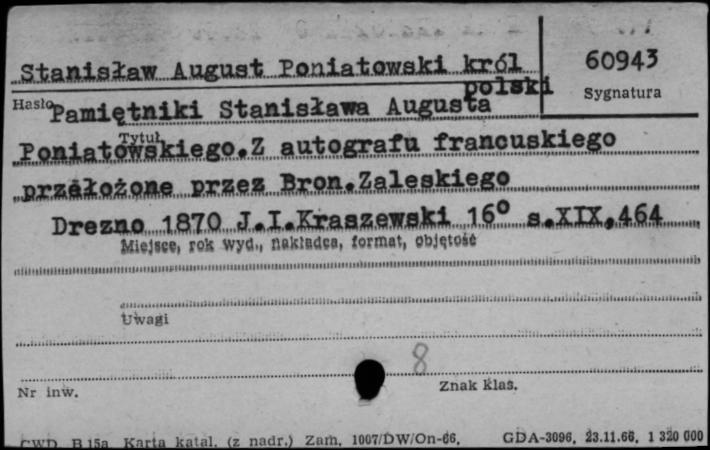 Stanisław August Poniatowski król
polski
60943
Sygnatura
Hasło
Pamiętniki Stanisława Augusta
Tytuł
Poniatowskiego.Z autografu francuskiego
przełożone przez Bron.Zaleskiego
Drezno 1870 J.I.Kraszewski 16° s.XIX,464
Miejsce, rok wyd., nakładca, format, objętość
Uwagi
8
Nr inw.
Znak klas.
CWD B 15a Karta katal. (z nadr.) Zam. 1007/DW/On-66. GDA-3096, 23.11.66, 1 320 000